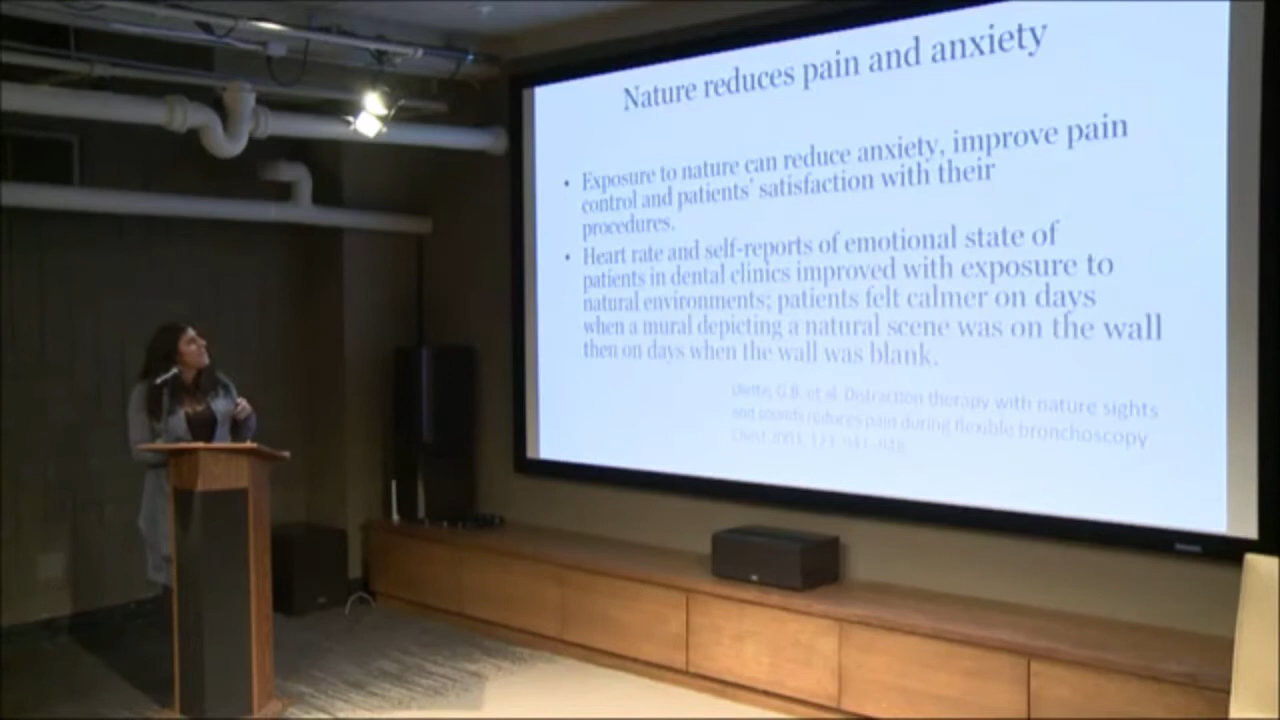 Nature reduces pain and anxiety
• Exposure to nature can reduce anxiety, improve pain
control and patients' satisfaction with their
procedures.
• Heart rate and self-reports of emotional state of
patients in dental clinics improved with exposure to
natural environments; patients felt calmer on days
when a mural depicting a natural scene was on the wall
then on days when the wall was blank.
G.B. et al. Distraction therapy with nature sights
and sounds reduces pain during flexible bronchoscopy